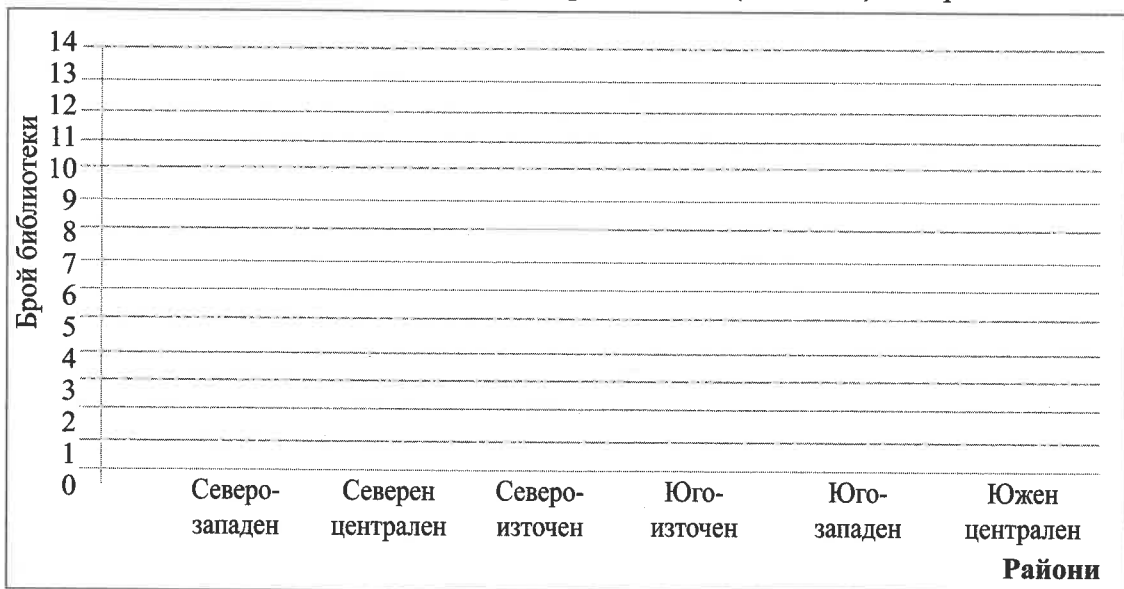 14
13
12
11
10
9
8
7
6
5
4
3
2
1
0
Брой библиотеки
Северо-
западен
Северен
централен
Северо-
източен
Юго-
източен
Юго-
западен
Южен
централен
Райони